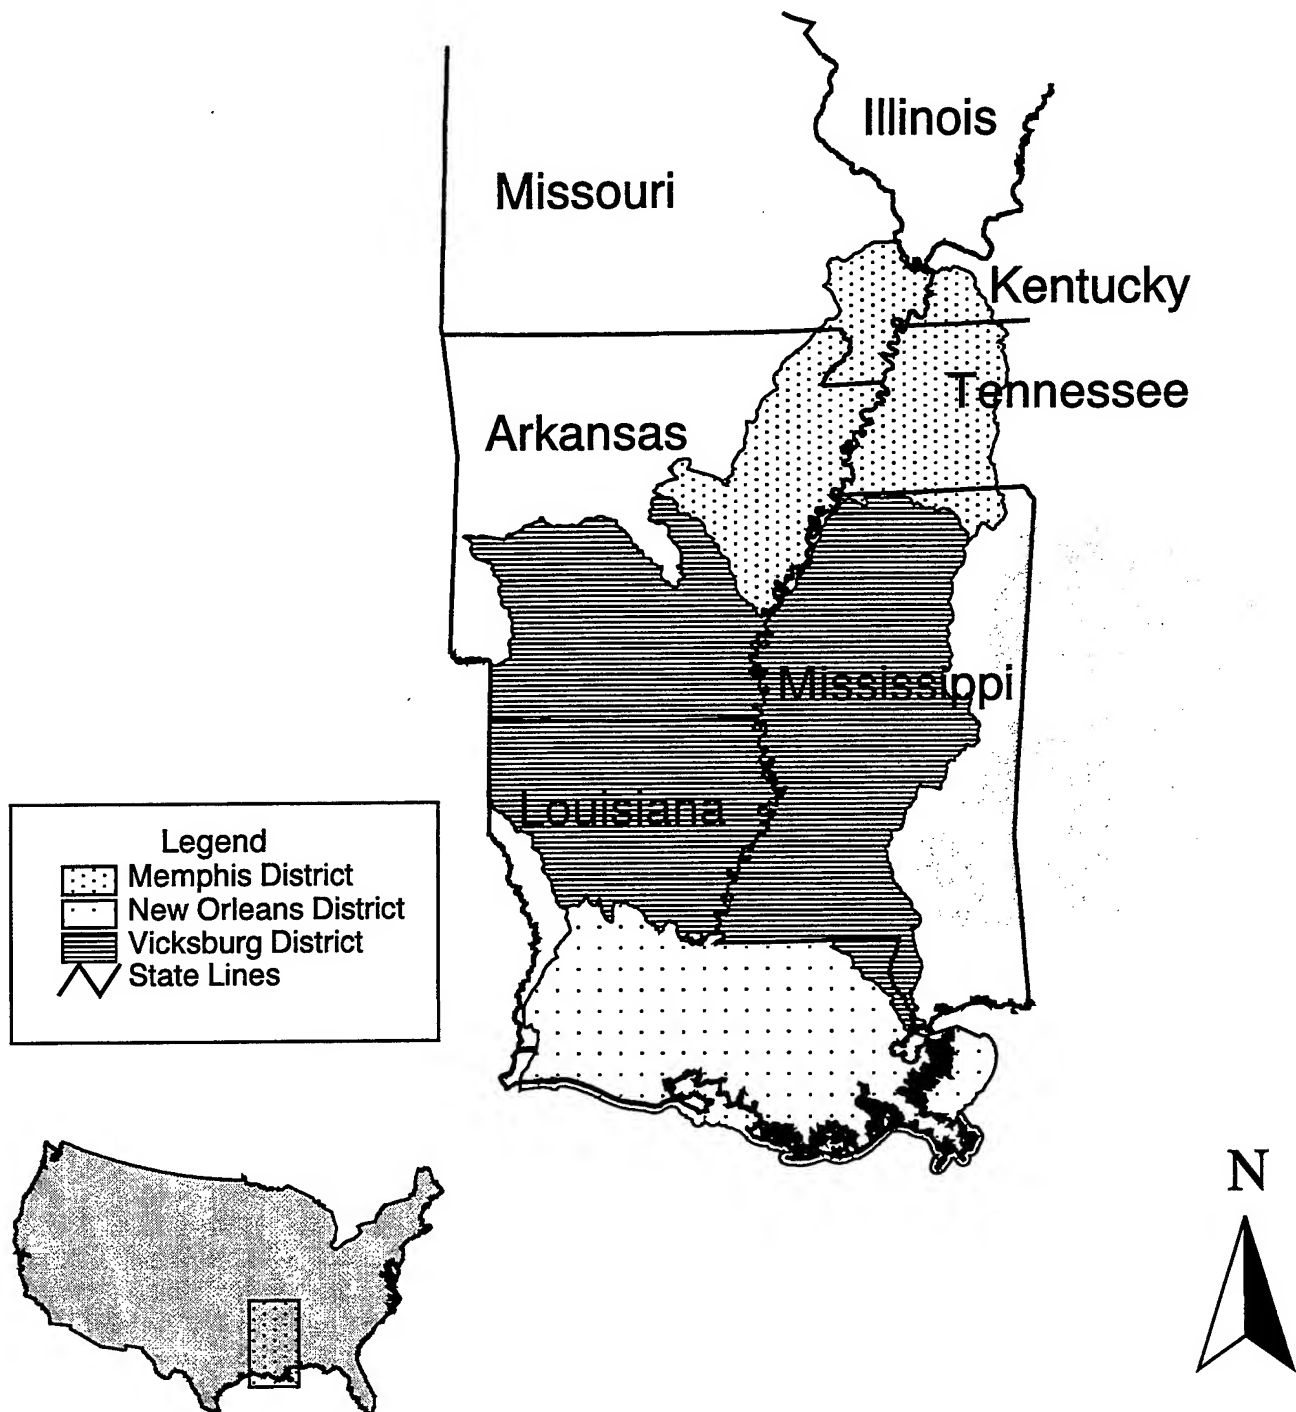 Illinois
Missouri
Kentucky
Tennessee
Arkansas
Mississippi
Louisiana
Legend
Memphis District
New Orleans District
Vicksburg District
State Lines
N